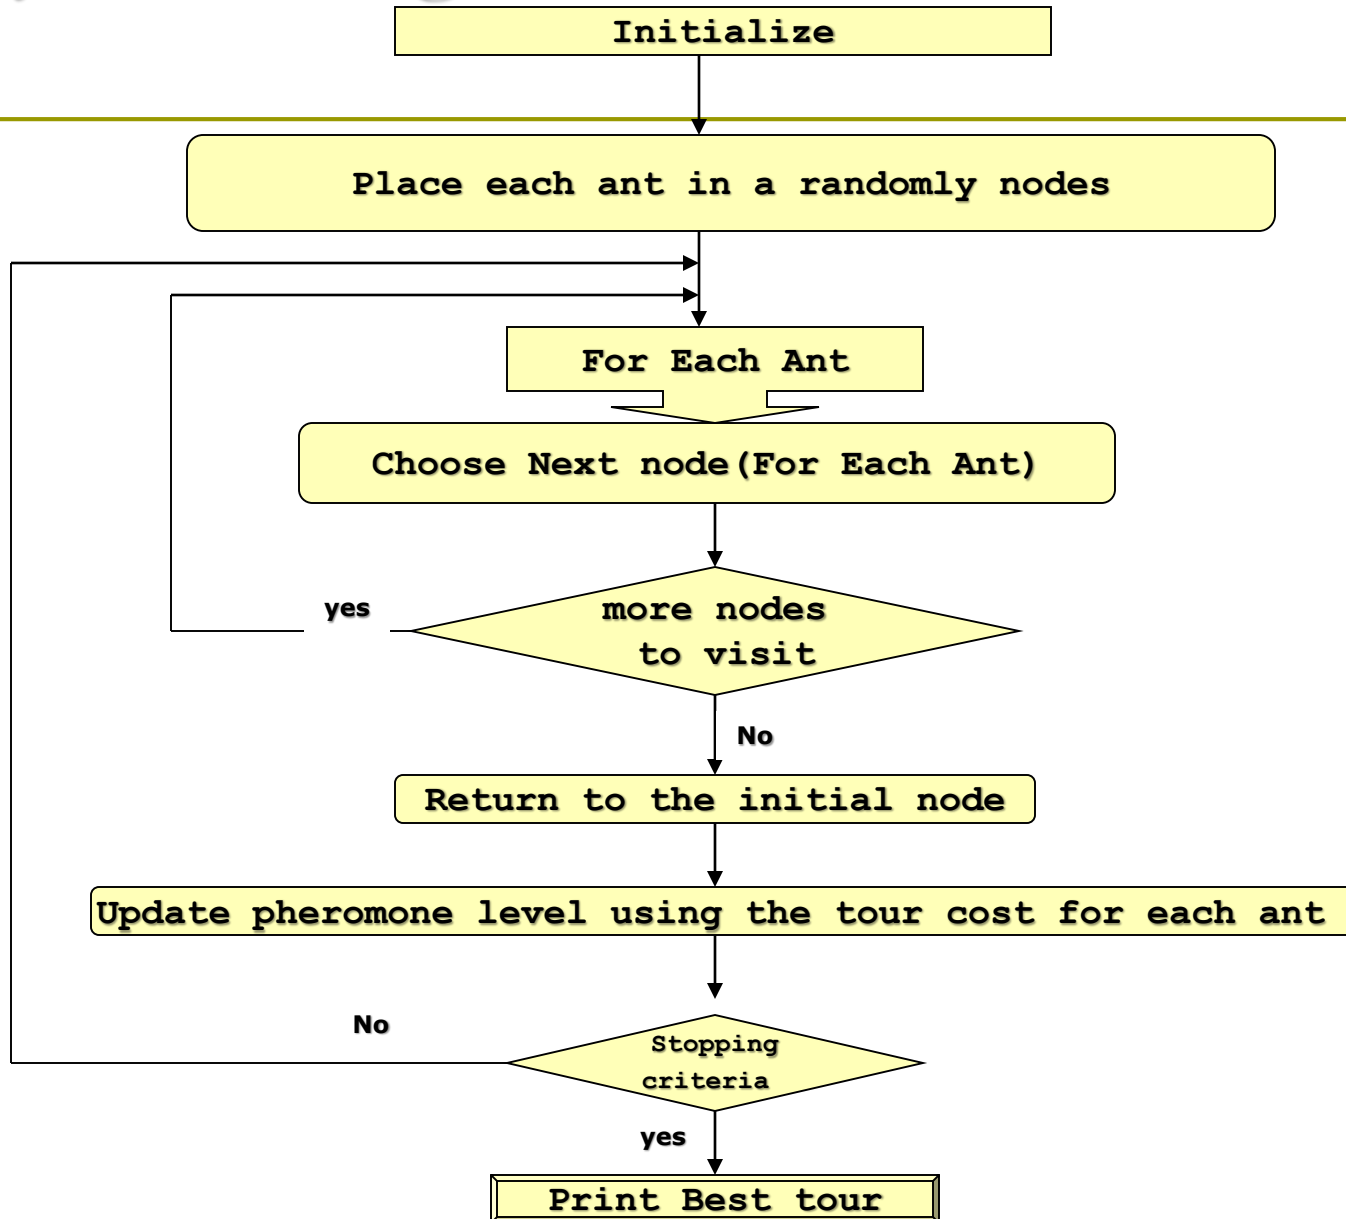 Initialize
Place each ant in a randomly nodes
For Each Ant
Choose Next node(For Each Ant)
yes
more nodes
to visit
No
Return to the initial node
Update pheromone level using the tour cost for each ant
No
Stopping
criteria
yes
Print Best tour